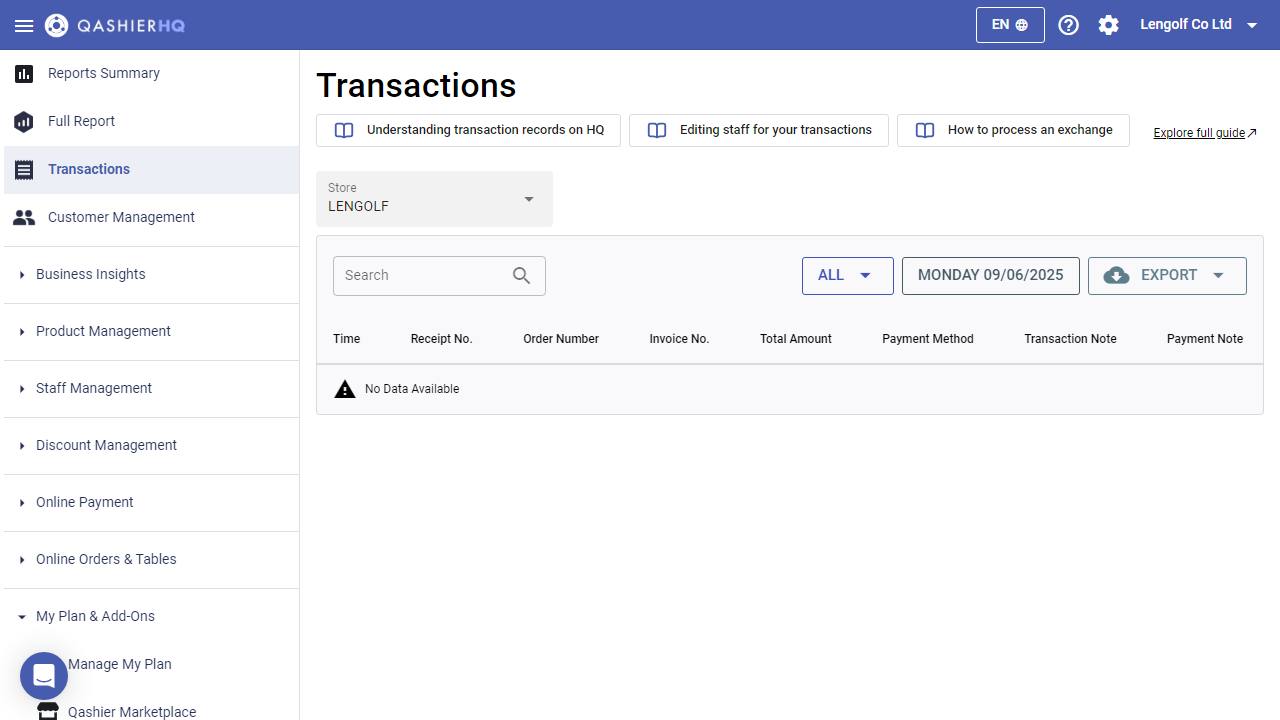 QASHIERHQ
EN
Lengolf Co Ltd
Reports Summary
Full Report
Transactions
Customer Management
Business Insights
Product Management
Staff Management
Discount Management
Online Payment
Online Orders & Tables
My Plan & Add-Ons
Manage My Plan
Qashier Marketplace
Transactions
Understanding transaction records on HQ
Editing staff for your transactions
How to process an exchange
Explore full guide
Store
LENGOLF
Search
ALL
MONDAY 09/06/2025
EXPORT
Time Receipt No. Order Number Invoice No. Total Amount Payment Method Transaction Note Payment Note
No Data Available